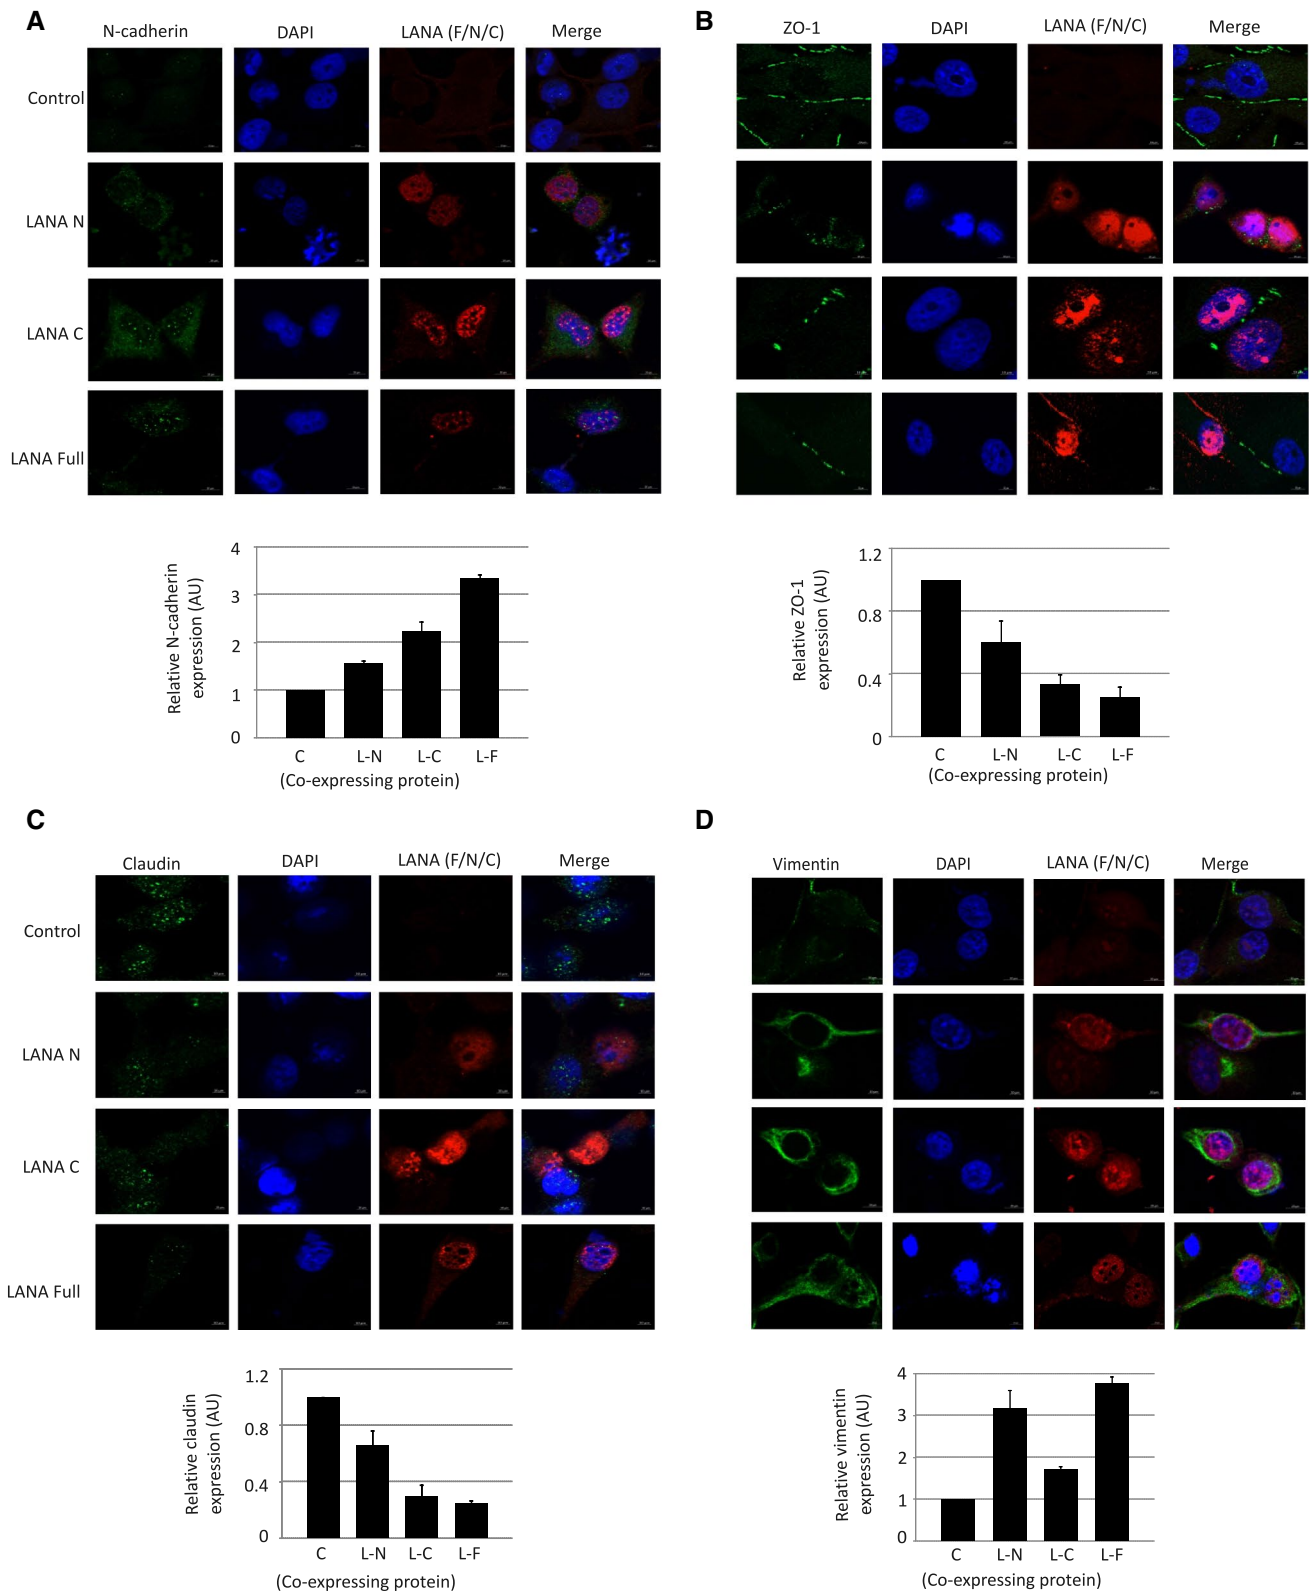 A
N-cadherin DAPI LANA (F/N/C) Merge
Control
LANA N
LANA C
LANA Full
Relative N-cadherin
expression (AU)
4
3
2
1
0
C L-N L-C L-F
(Co-expressing protein)
B
ZO-1 DAPI LANA (F/N/C) Merge
Relative ZO-1
expression (AU)
1.2
0.8
0.4
0
C L-N L-C L-F
(Co-expressing protein)
C
Claudin DAPI LANA (F/N/C) Merge
Control
LANA N
LANA C
LANA Full
Relative claudin
expression (AU)
1.2
0.8
0.4
0
C L-N L-C L-F
(Co-expressing protein)
D
Vimentin DAPI LANA (F/N/C) Merge
Relative vimentin
expression (AU)
4
3
2
1
0
C L-N L-C L-F
(Co-expressing protein)